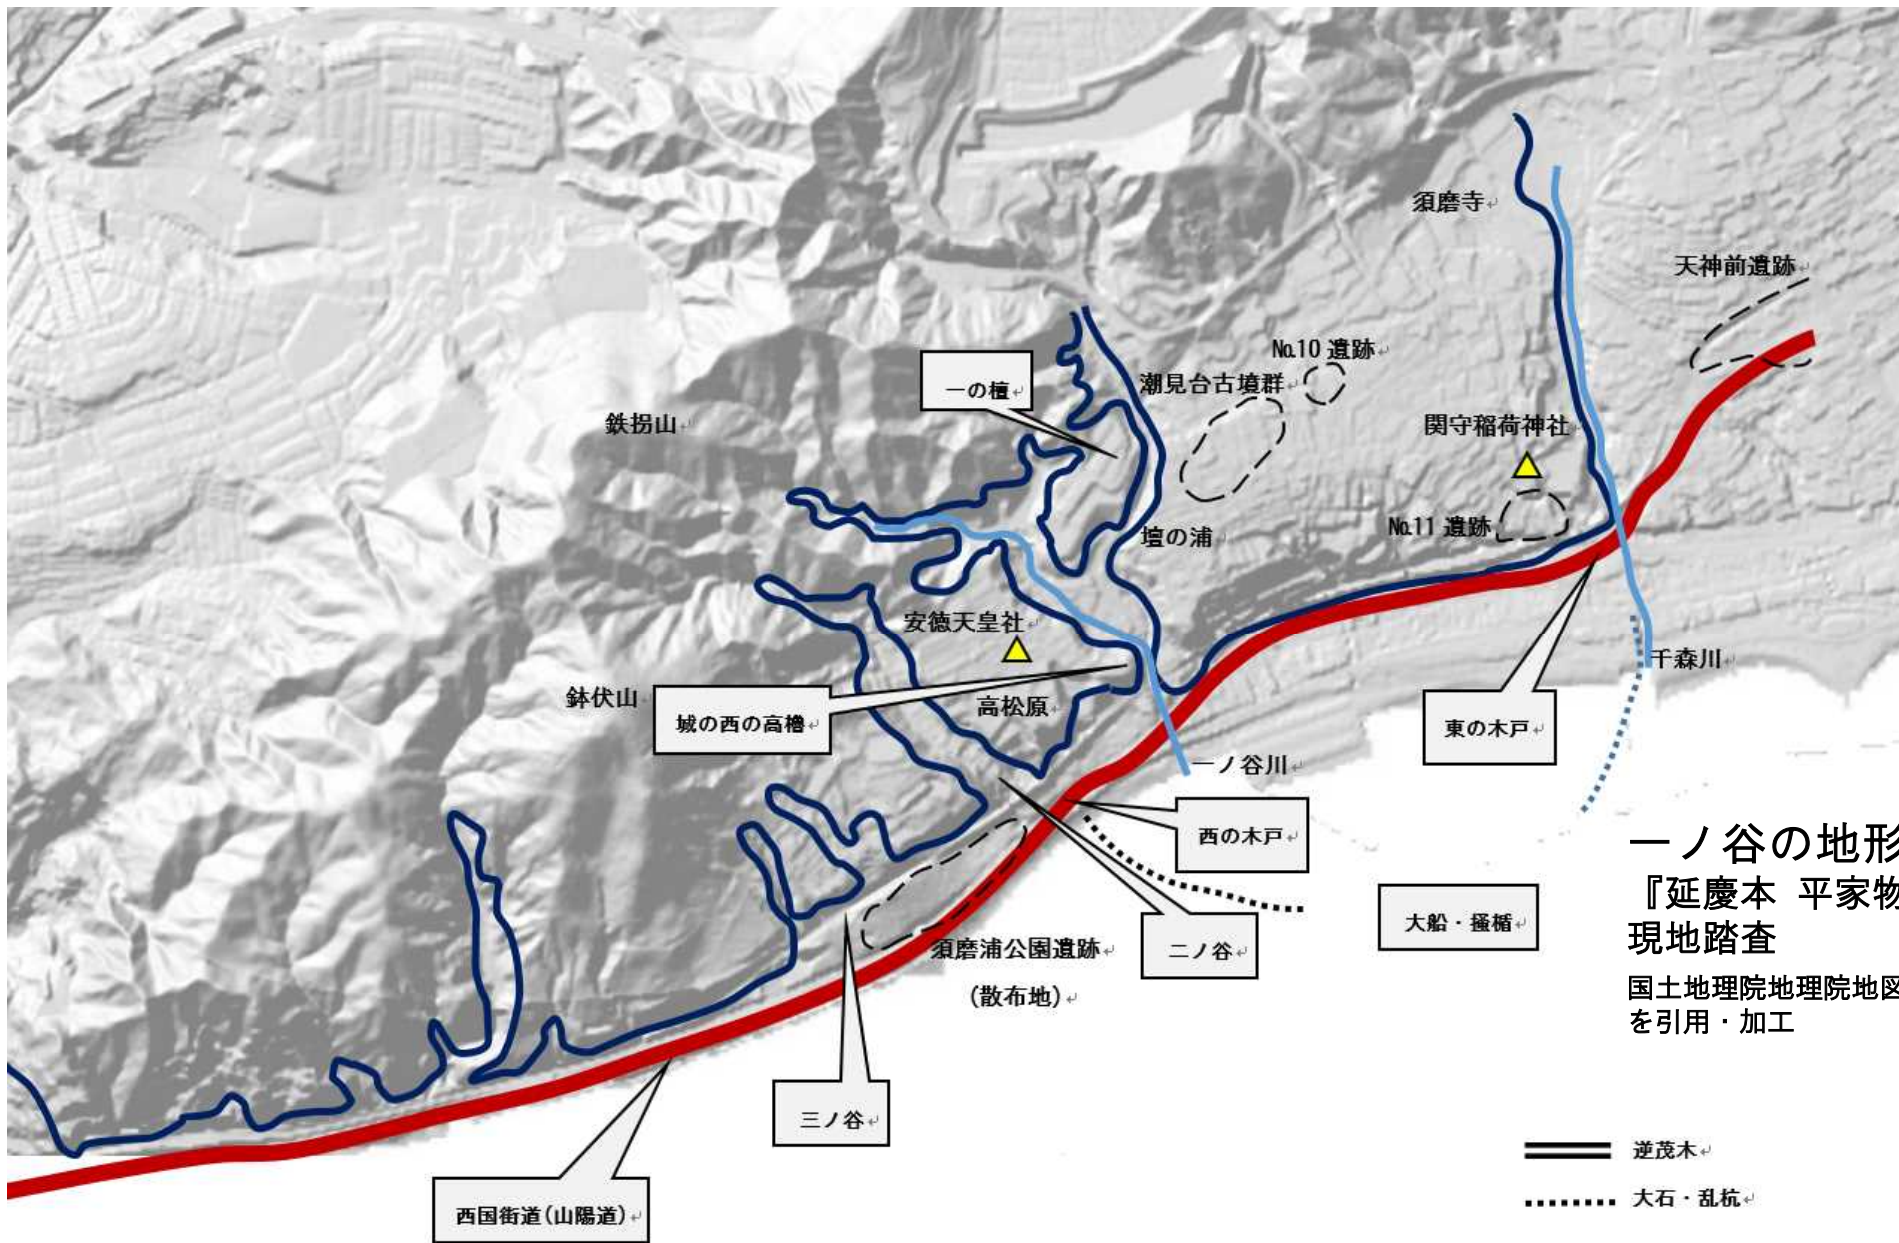 須磨寺
天神前遺跡
No.10 遺跡
一の檀
潮見台古墳群
鉄拐山
関守稲荷神社
No.11 遺跡
壇の浦
安徳天皇社
千森川
鉢伏山
城の西の高櫓
高松原
東の木戸
一ノ谷川
西の木戸
一ノ谷の地形
『延慶本 平家物
現地踏査
国土地理院地理院地図
を引用・加工
大船・掻楯
須磨浦公園遺跡
(散布地)
二ノ谷
三ノ谷
逆茂木
大石・乱杭
西国街道(山陽道)